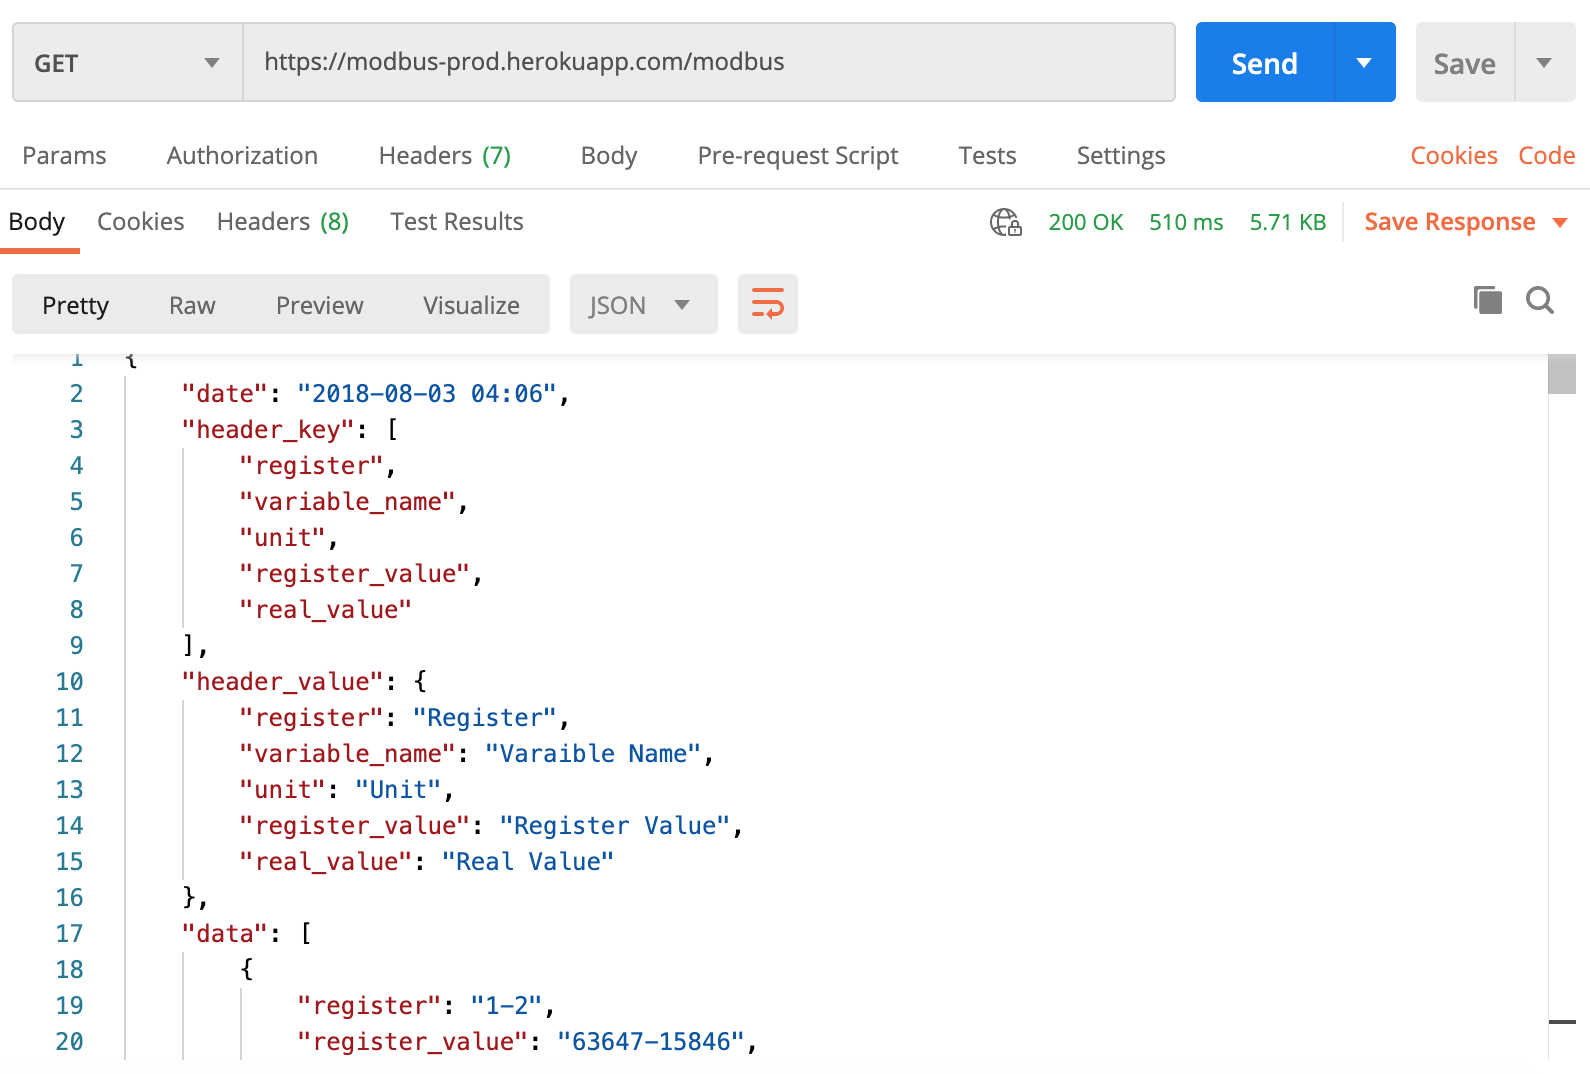 GET https://modbus-prod.herokuapp.com/modbus Send Save
Params Authorization Headers (7) Body Pre-request Script Tests Settings Cookies Code
Body Cookies Headers (8) Test Results 200 OK 510 ms 5.71 KB Save Response
Pretty Raw Preview Visualize JSON
1 {
2 "date": "2018-08-03 04:06",
3 "header_key": [
4 "register",
5 "variable_name",
6 "unit",
7 "register_value",
8 "real_value"
9 ],
10 "header_value": {
11 "register": "Register",
12 "variable_name": "Varaible Name",
13 "unit": "Unit",
14 "register_value": "Register Value",
15 "real_value": "Real Value"
16 },
17 "data": [
18 {
19 "register": "1-2",
20 "register_value": "63647-15846",